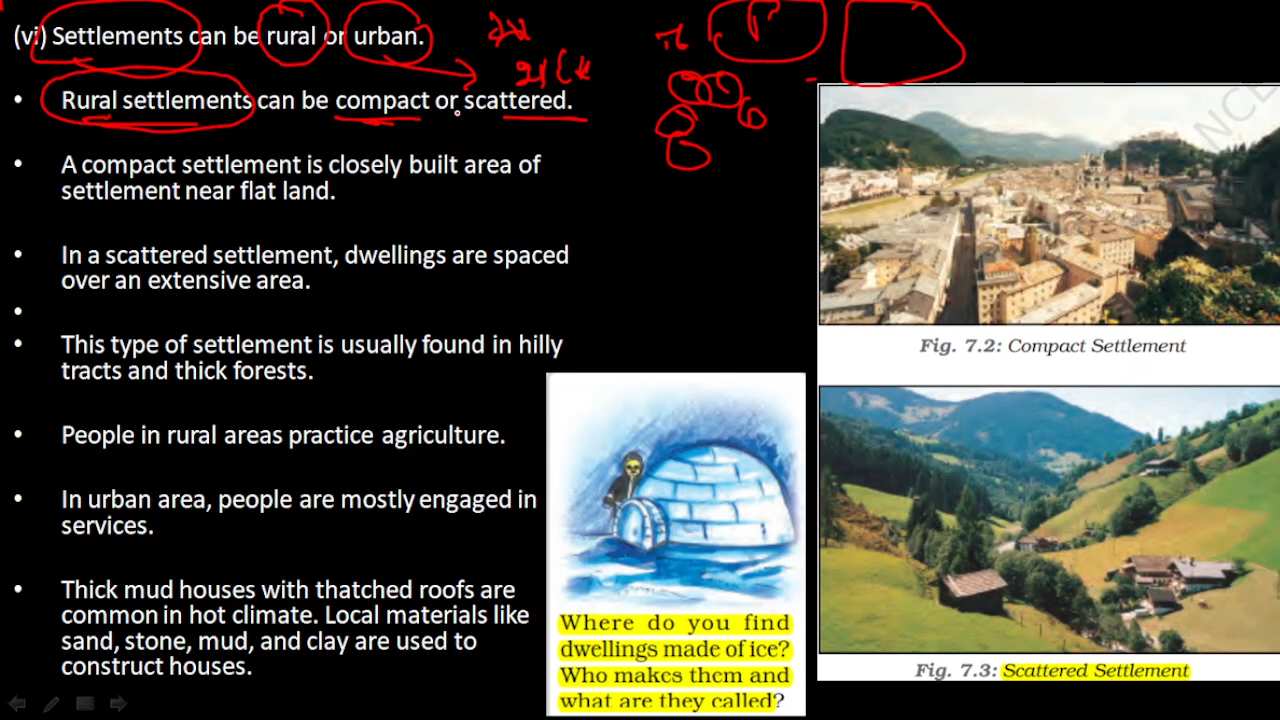 (vi) Settlements can be rural or urban.
• Rural settlements can be compact or scattered.
• A compact settlement is closely built area of
settlement near flat land.
• In a scattered settlement, dwellings are spaced
over an extensive area.
•
• This type of settlement is usually found in hilly
tracts and thick forests.
• People in rural areas practice agriculture.
• In urban area, people are mostly engaged in
services.
• Thick mud houses with thatched roofs are
common in hot climate. Local materials like
sand, stone, mud, and clay are used to
construct houses.
Where do you find
dwellings made of ice?
Who makes them and
what are they called?
NCE
Fig. 7.2: Compact Settlement
Fig. 7.3: Scattered Settlement